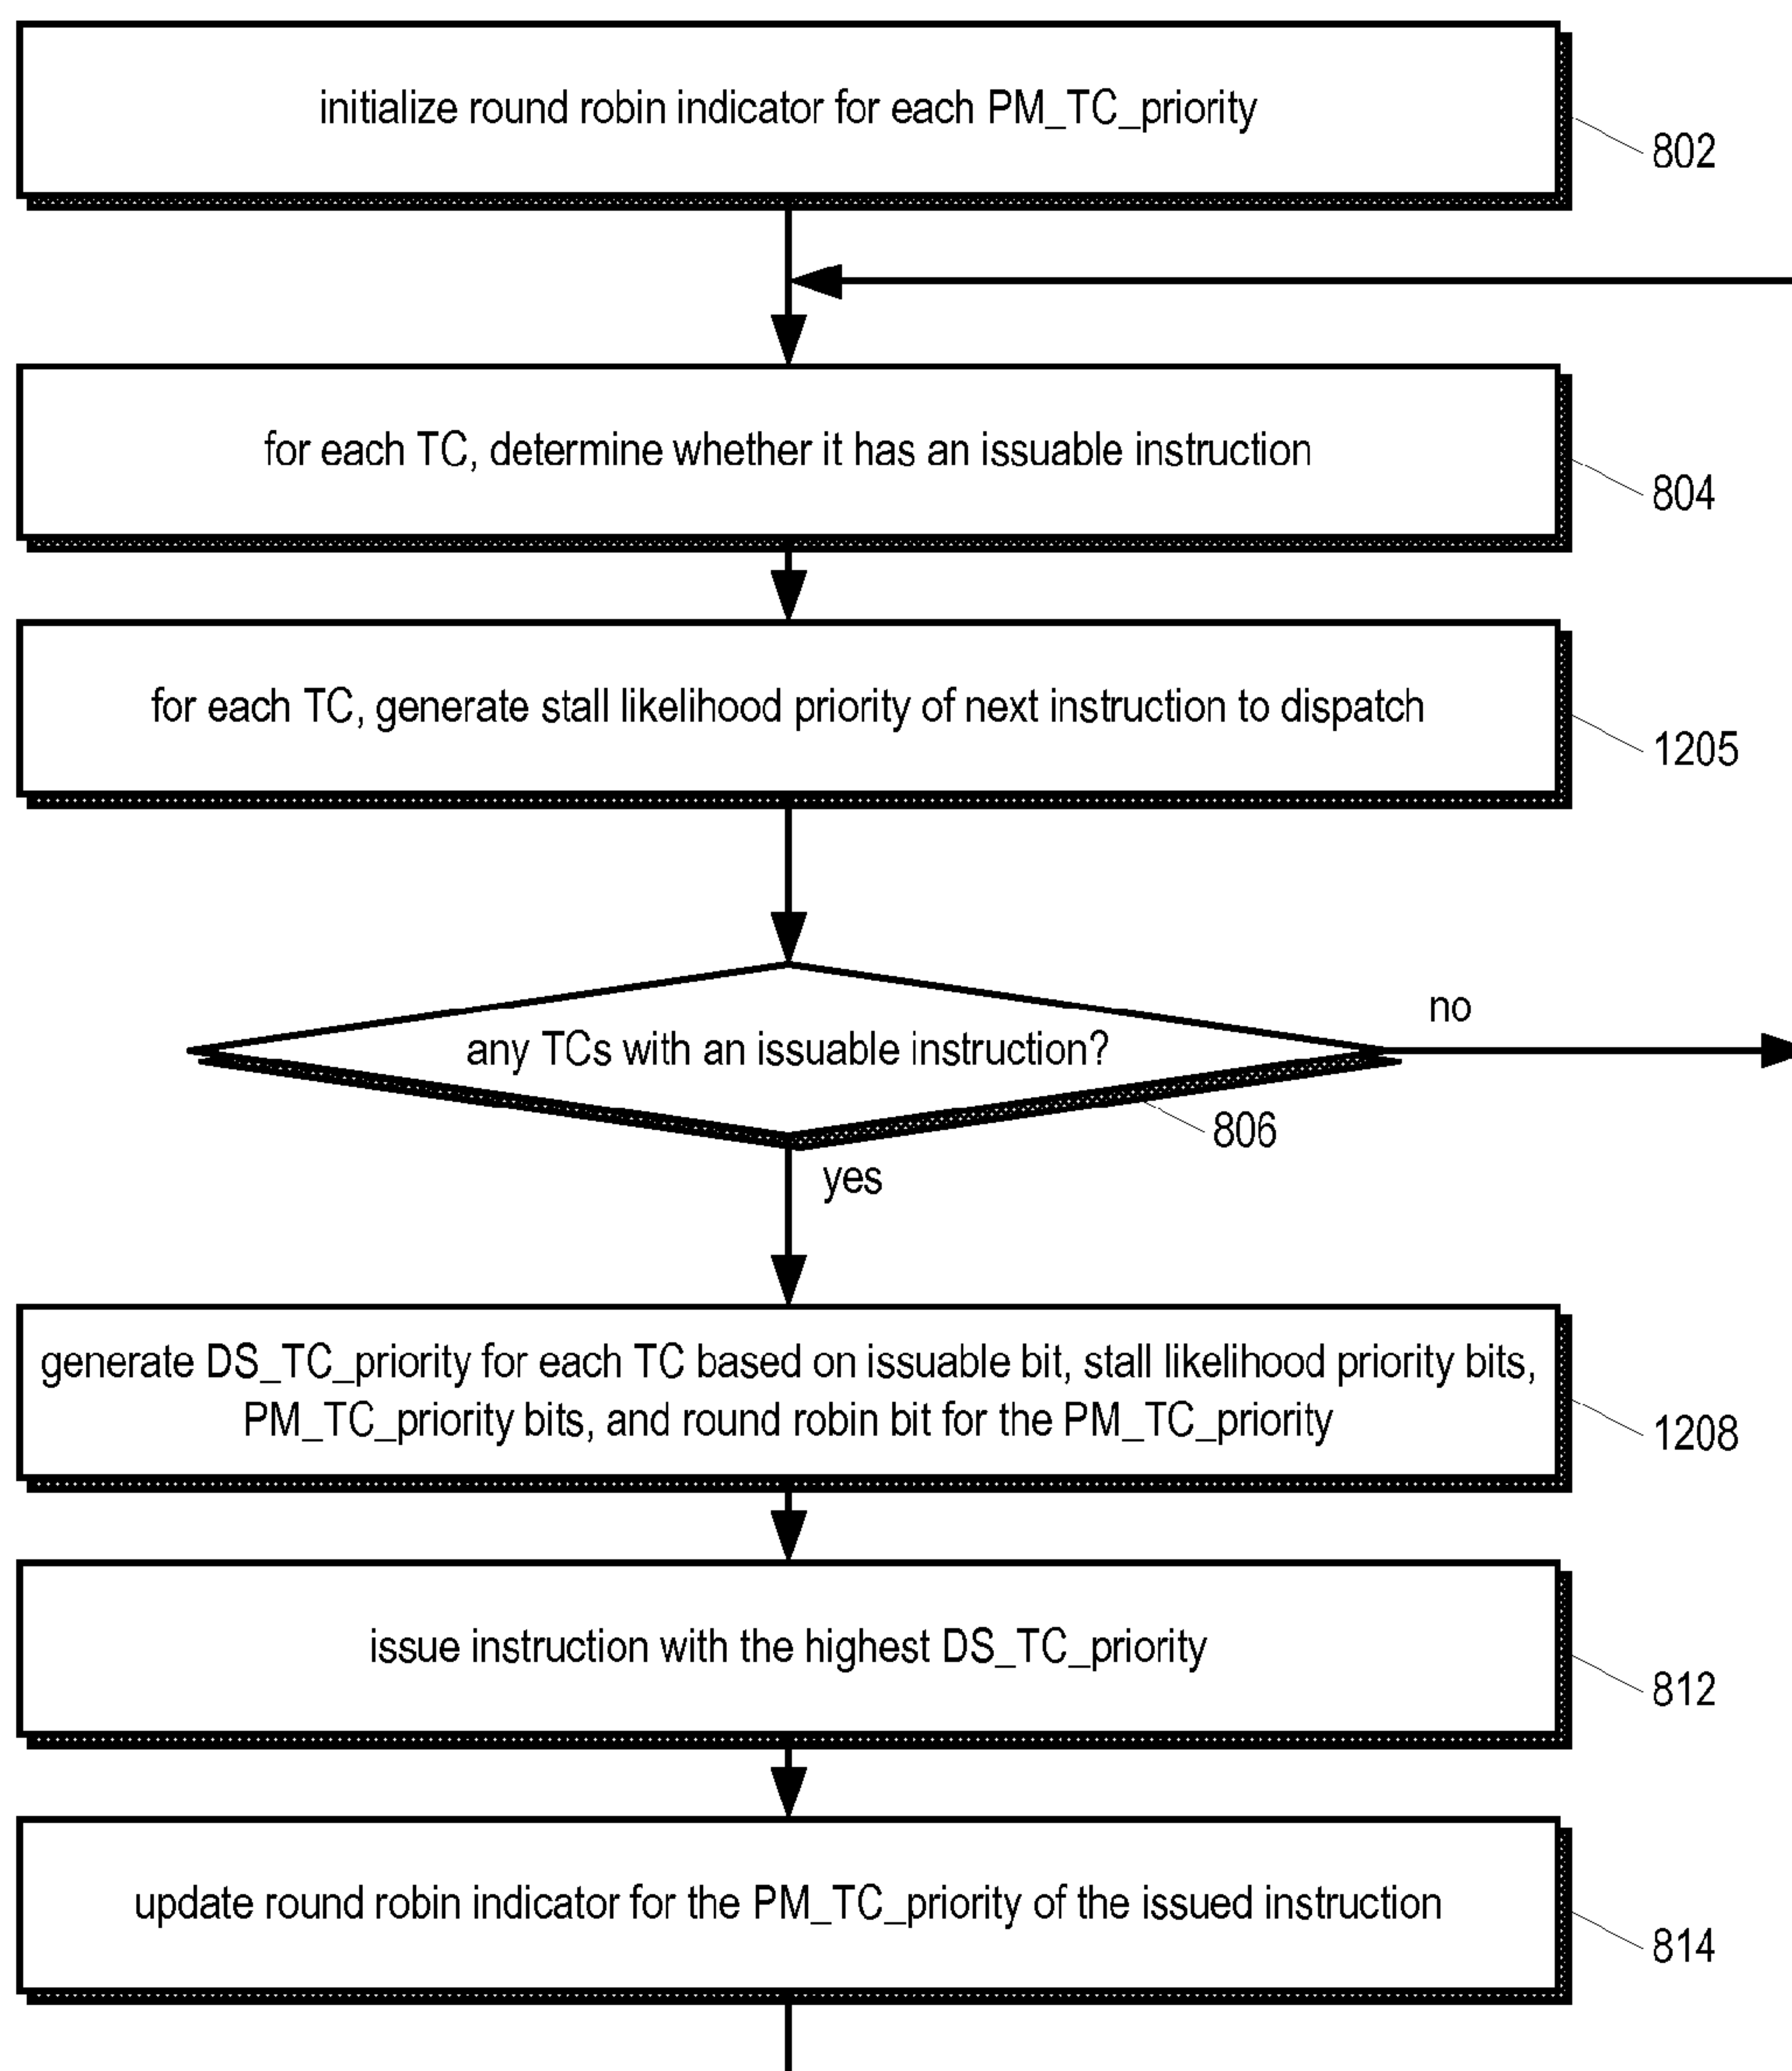 initialize round robin indicator for each PM_TC_priority
802
for each TC, determine whether it has an issuable instruction
804
for each TC, generate stall likelihood priority of next instruction to dispatch
1205
no
any TCs with an issuable instruction?
806
yes
generate DS_TC_priority for each TC based on issuable bit, stall likelihood priority bits,
PM_TC_priority bits, and round robin bit for the PM_TC_priority
1208
issue instruction with the highest DS_TC_priority
812
update round robin indicator for the PM_TC_priority of the issued instruction
814